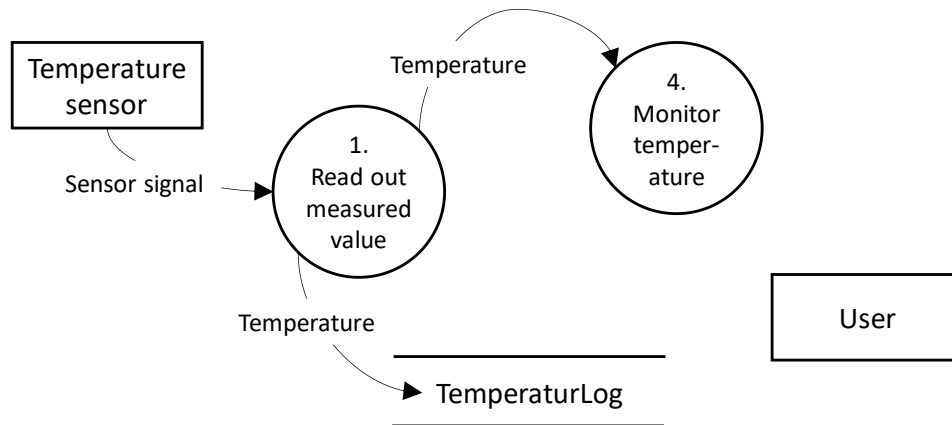 Temperature
sensor
Sensor signal
1.
Read out
measured
value
Temperature
4.
Monitor
temper-
ature
Temperature
TemperaturLog
User